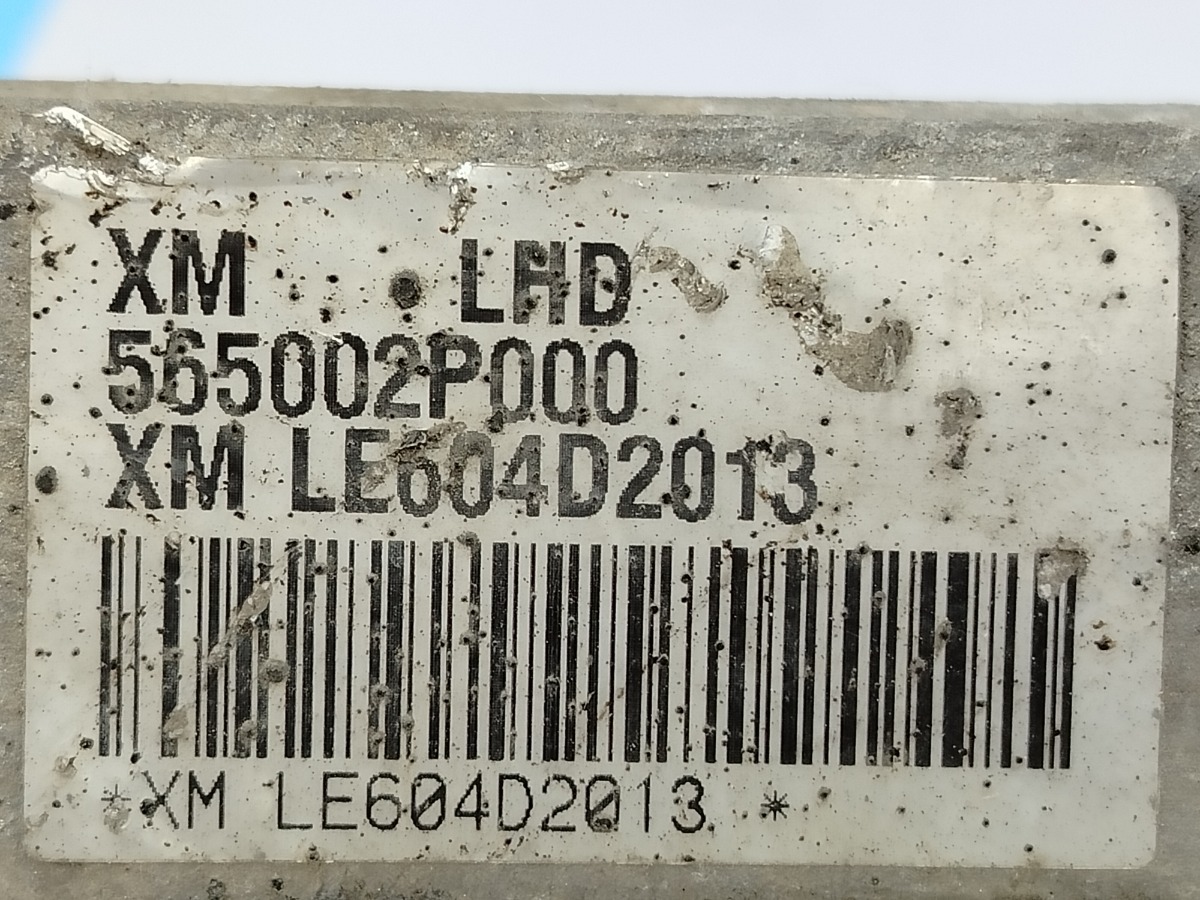 XM LHD
565002P000
XM LE604D2013
*XM LE604D2013 *